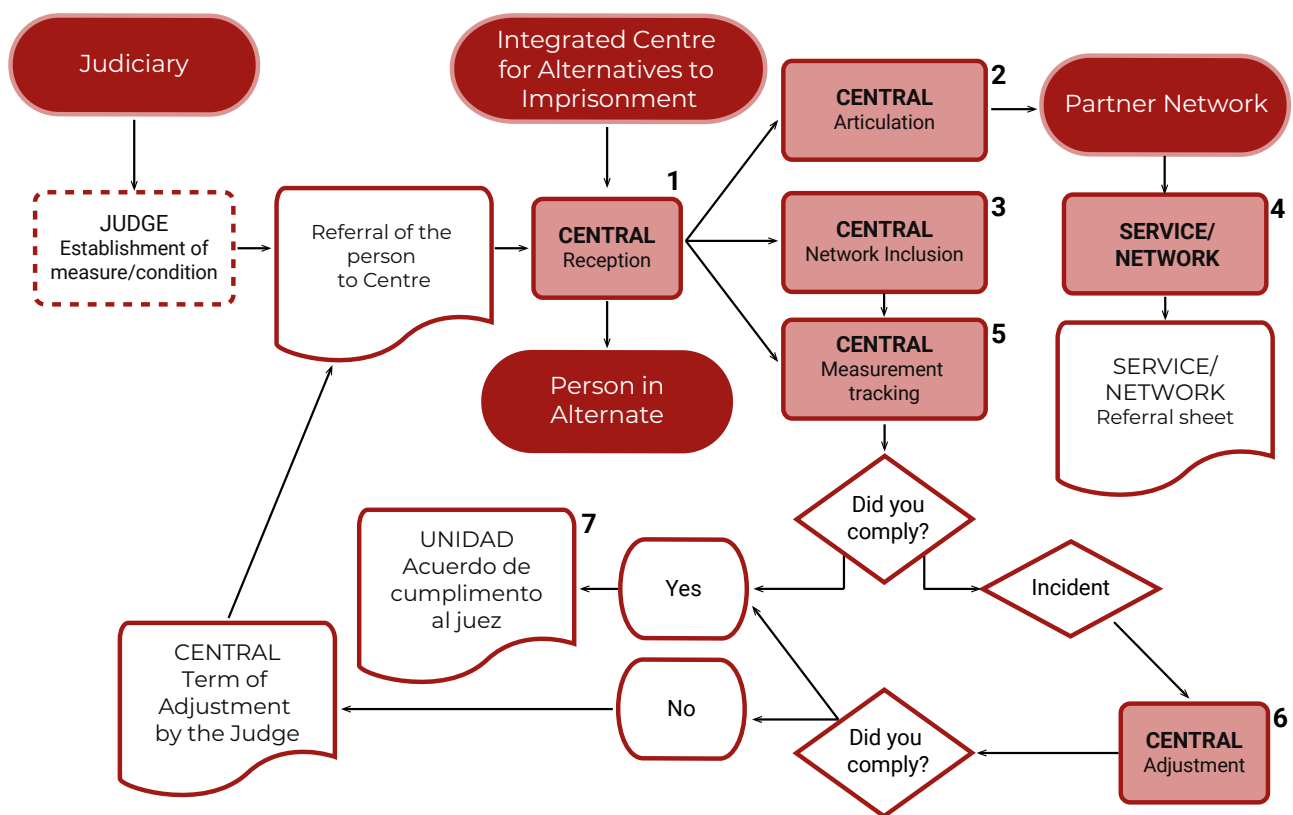 Judiciary
Integrated Centre
for Alternatives to
Imprisonment
2
CENTRAL
Articulation
Partner Network
JUDGE
Establishment of
measure/condition
Referral of the
person
to Centre
1
CENTRAL
Reception
3
CENTRAL
Network Inclusion
4
SERVICE/
NETWORK
5
CENTRAL
Measurement
tracking
Person in
Alternate
SERVICE/
NETWORK
Referral sheet
Did you
comply?
7
UNIDAD
Acuerdo de
cumplimento
al juez
Yes
Incident
CENTRAL
Term of
Adjustment
by the Judge
No
Did you
comply?
6
CENTRAL
Adjustment